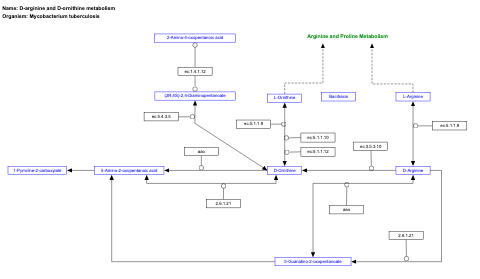 Name: D-arginine and D-ornithine metabolism
Organism: Mycobacterium tuberculosis
Arginine and Proline Metabolism
2-Amino-4-oxopentanoic acid
ec:1.4.1.12
(2R,4S)-2,4-Diaminopentanoate
L-Ornithine
Bacithrase
L-Arginine
ec:5.4.3.5
ec:5.1.1.9
ec:5.1.1.9
ec:5.1.1.10
ec:5.1.1.12
ec:3.5.3.10
aao
1-Pyrroline-2-carboxylate
5-Amino-2-oxopentanoic acid
D-Ornithine
D-Arginine
2.6.1.21
aao
2.6.1.21
5-Guanidino-2-oxopentanoate